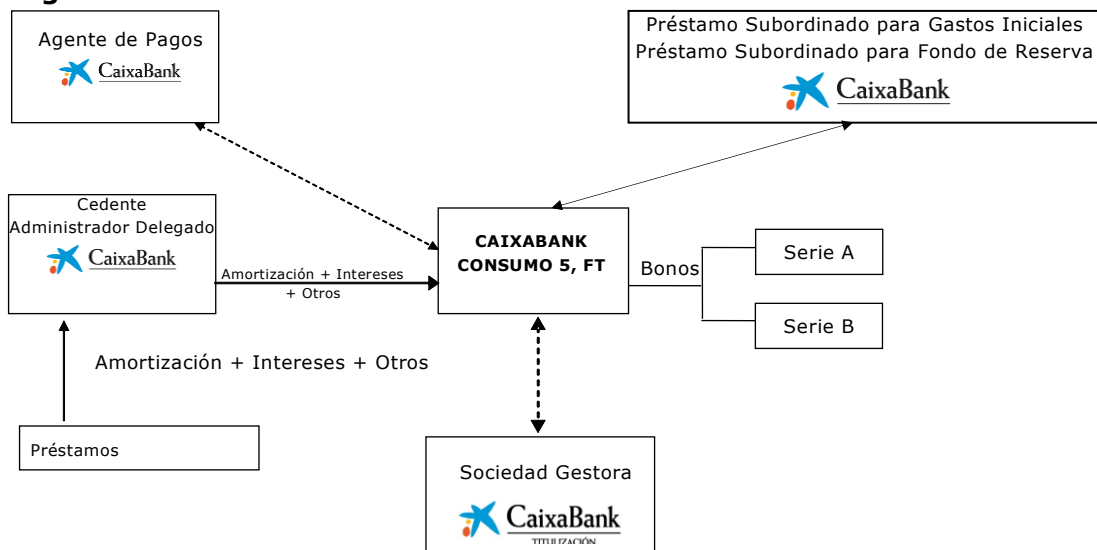 Agente de Pagos
CaixaBank
Préstamo Subordinado para Gastos Iniciales
Préstamo Subordinado para Fondo de Reserva
CaixaBank
Cedente
Administrador Delegado
CaixaBank
Amortización + Intereses
+ Otros
CAIXABANK
CONSUMO 5, FT
Bonos
Serie A
Serie B
Amortización + Intereses + Otros
Préstamos
Sociedad Gestora
CaixaBank
TITULIZACIÓN